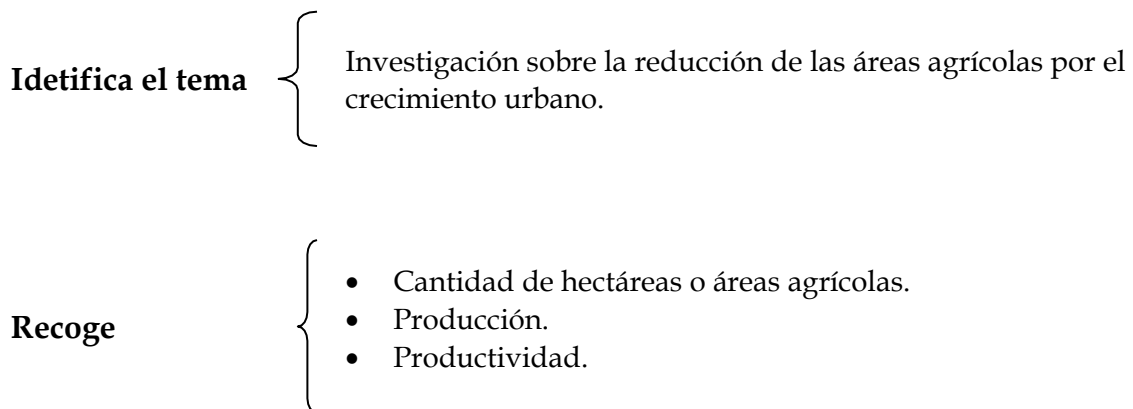 Idetifica el tema
Investigación sobre la reducción de las áreas agrícolas por el
crecimiento urbano.
Recoge
• Cantidad de hectáreas o áreas agrícolas.
• Producción.
• Productividad.